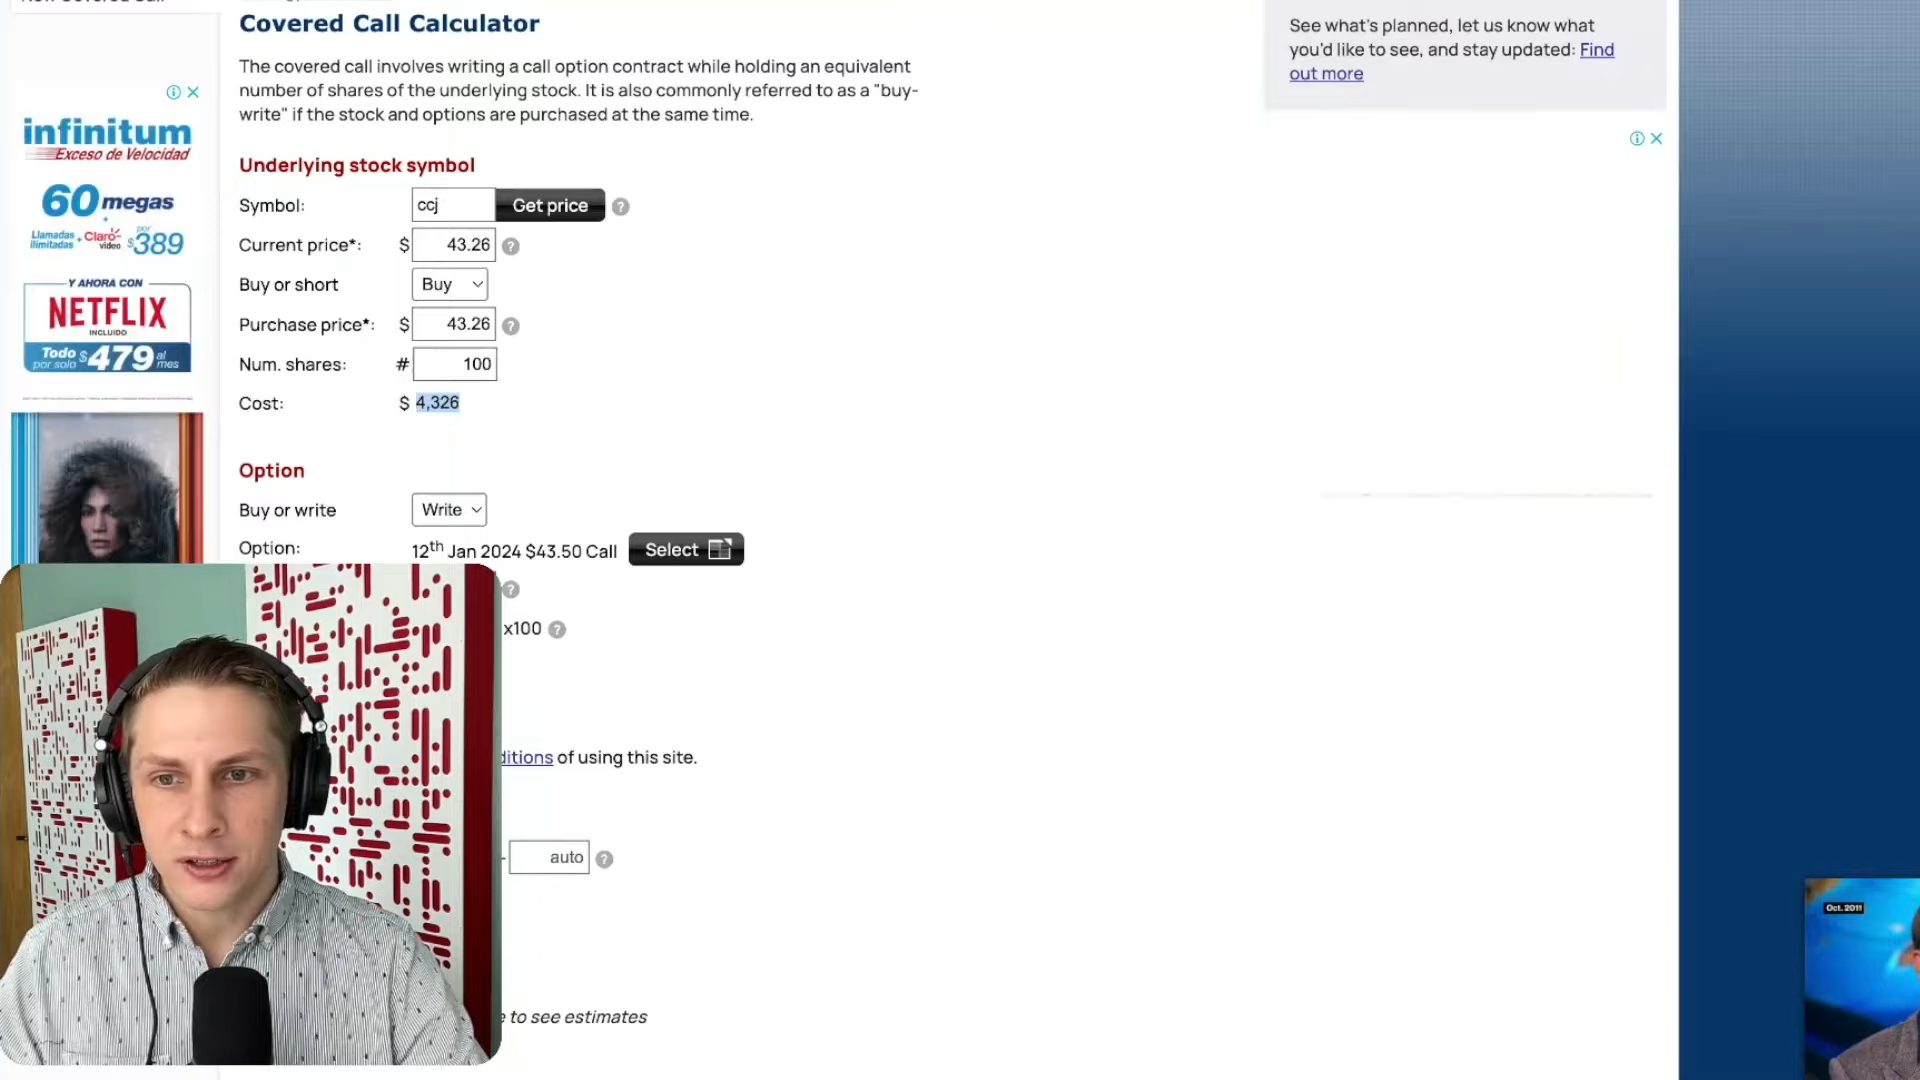 Covered Call Calculator
The covered call involves writing a call option contract while holding an equivalent
number of shares of the underlying stock. It is also commonly referred to as a "buy-
write" if the stock and options are purchased at the same time.
Underlying stock symbol
Symbol: ccj Get price ?
Current price*: $ 43.26 ?
Buy or short Buy
Purchase price*: $ 43.26 ?
Num. shares: # 100
Cost: $ 4,326
Option
Buy or write Write
Option: 12th Jan 2024 $43.50 Call Select
?
x100 ?
ditions of using this site.
- auto ?
to see estimates
See what's planned, let us know what
you'd like to see, and stay updated: Find
out more
infinitum
Exceso de Velocidad
60 megas
+
Llamadas
ilimitadas + Claro video por $389
Y AHORA CON
NETFLIX
INCLUIDO
Todo
por solo $479 al
mes
Oct. 2011